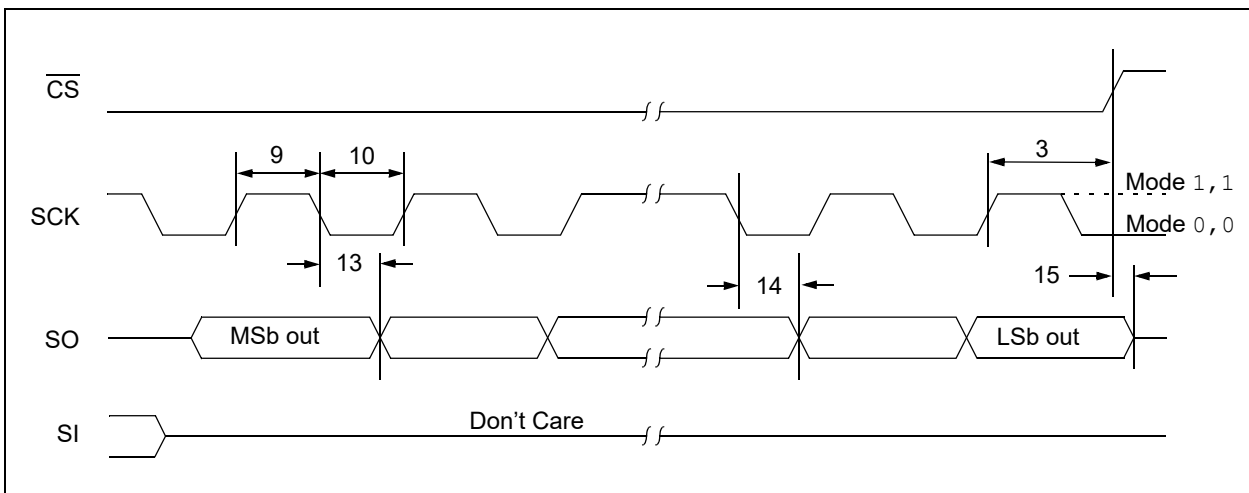 CS
9
10
3
SCK
Mode 1,1
Mode 0,0
13
14
15
SO
MSb out
LSb out
SI
Don't Care